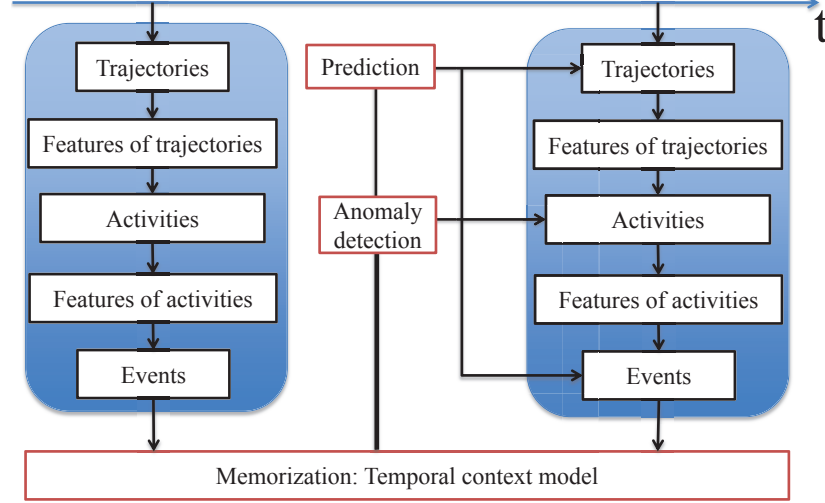 t
Trajectories
Features of trajectories
Activities
Features of activities
Events
Prediction
Anomaly
detection
Trajectories
Features of trajectories
Activities
Features of activities
Events
Memorization: Temporal context model